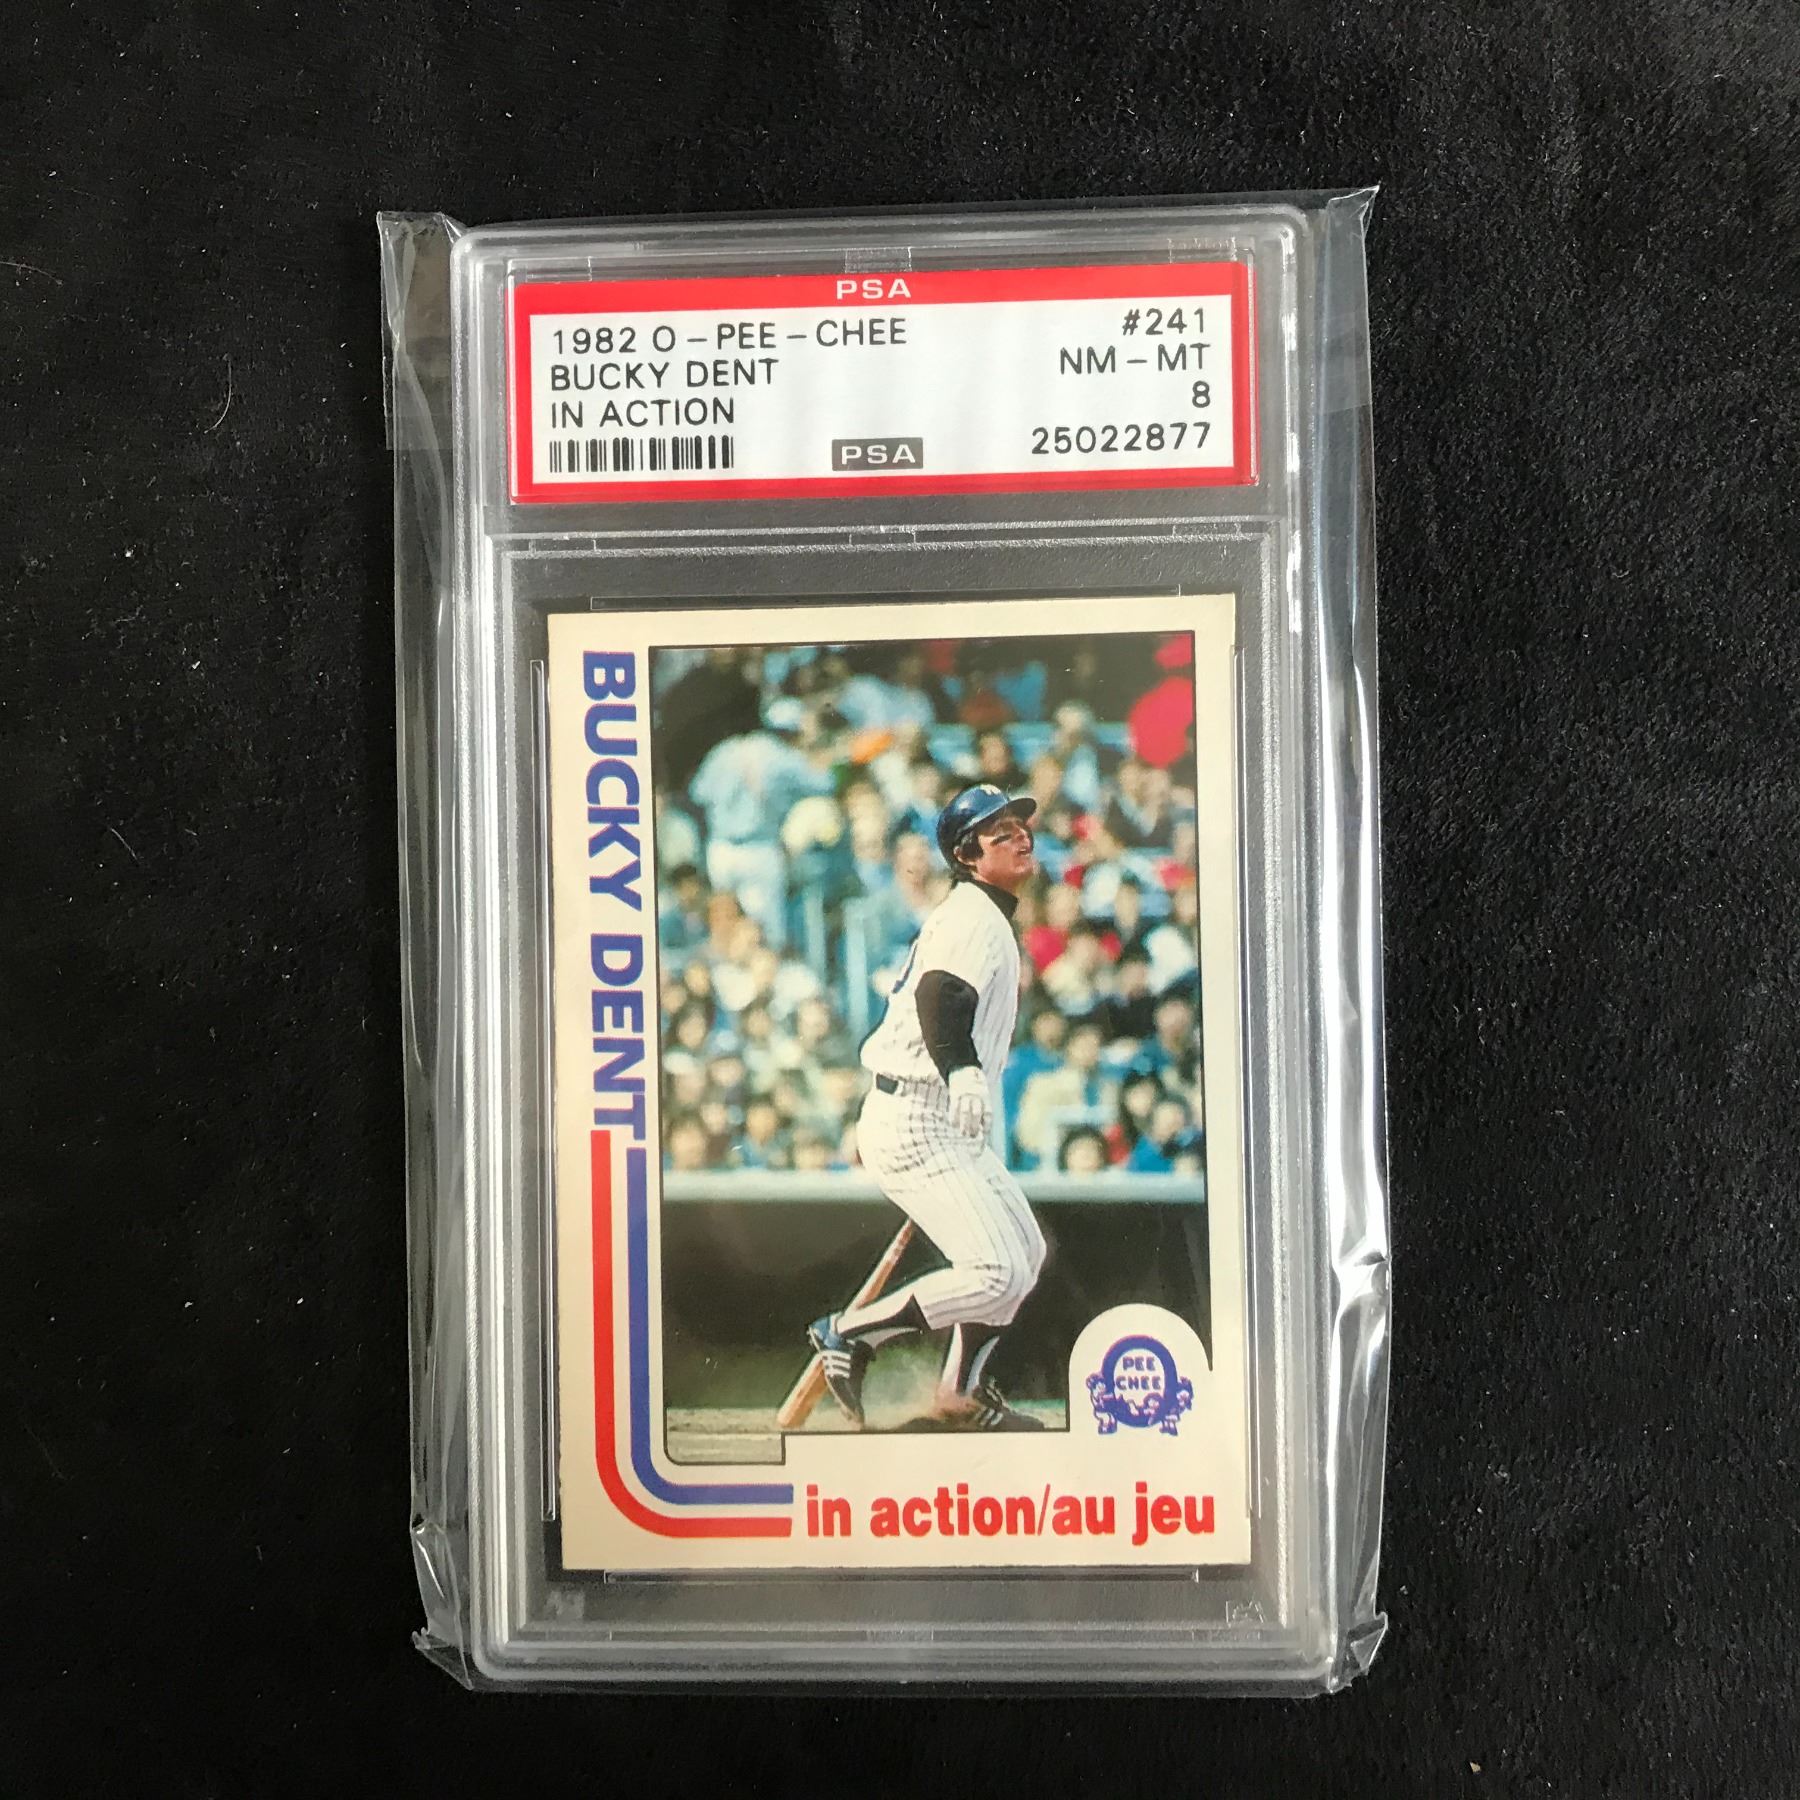 PSA
1982 O-PEE-CHEE #241
BUCKY DENT NM-MT
IN ACTION 8
PSA 25022877
BUCKY DENT
PEE
CHEE
in action/au jeu